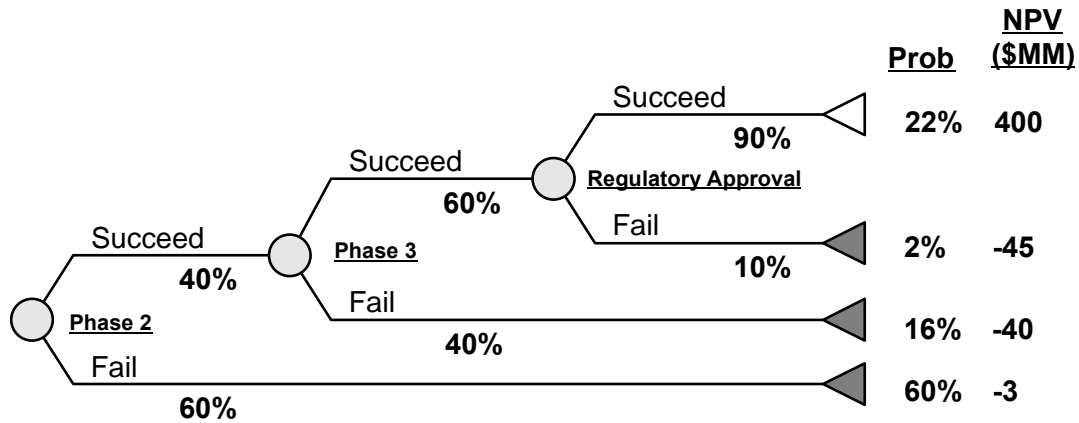 NPV
Prob ($MM)
Succeed
90%
22% 400
Succeed
60%
Regulatory Approval
Fail
10%
2% -45
Succeed
40%
Phase 3
Fail
40%
16% -40
Phase 2
Fail
60%
60% -3